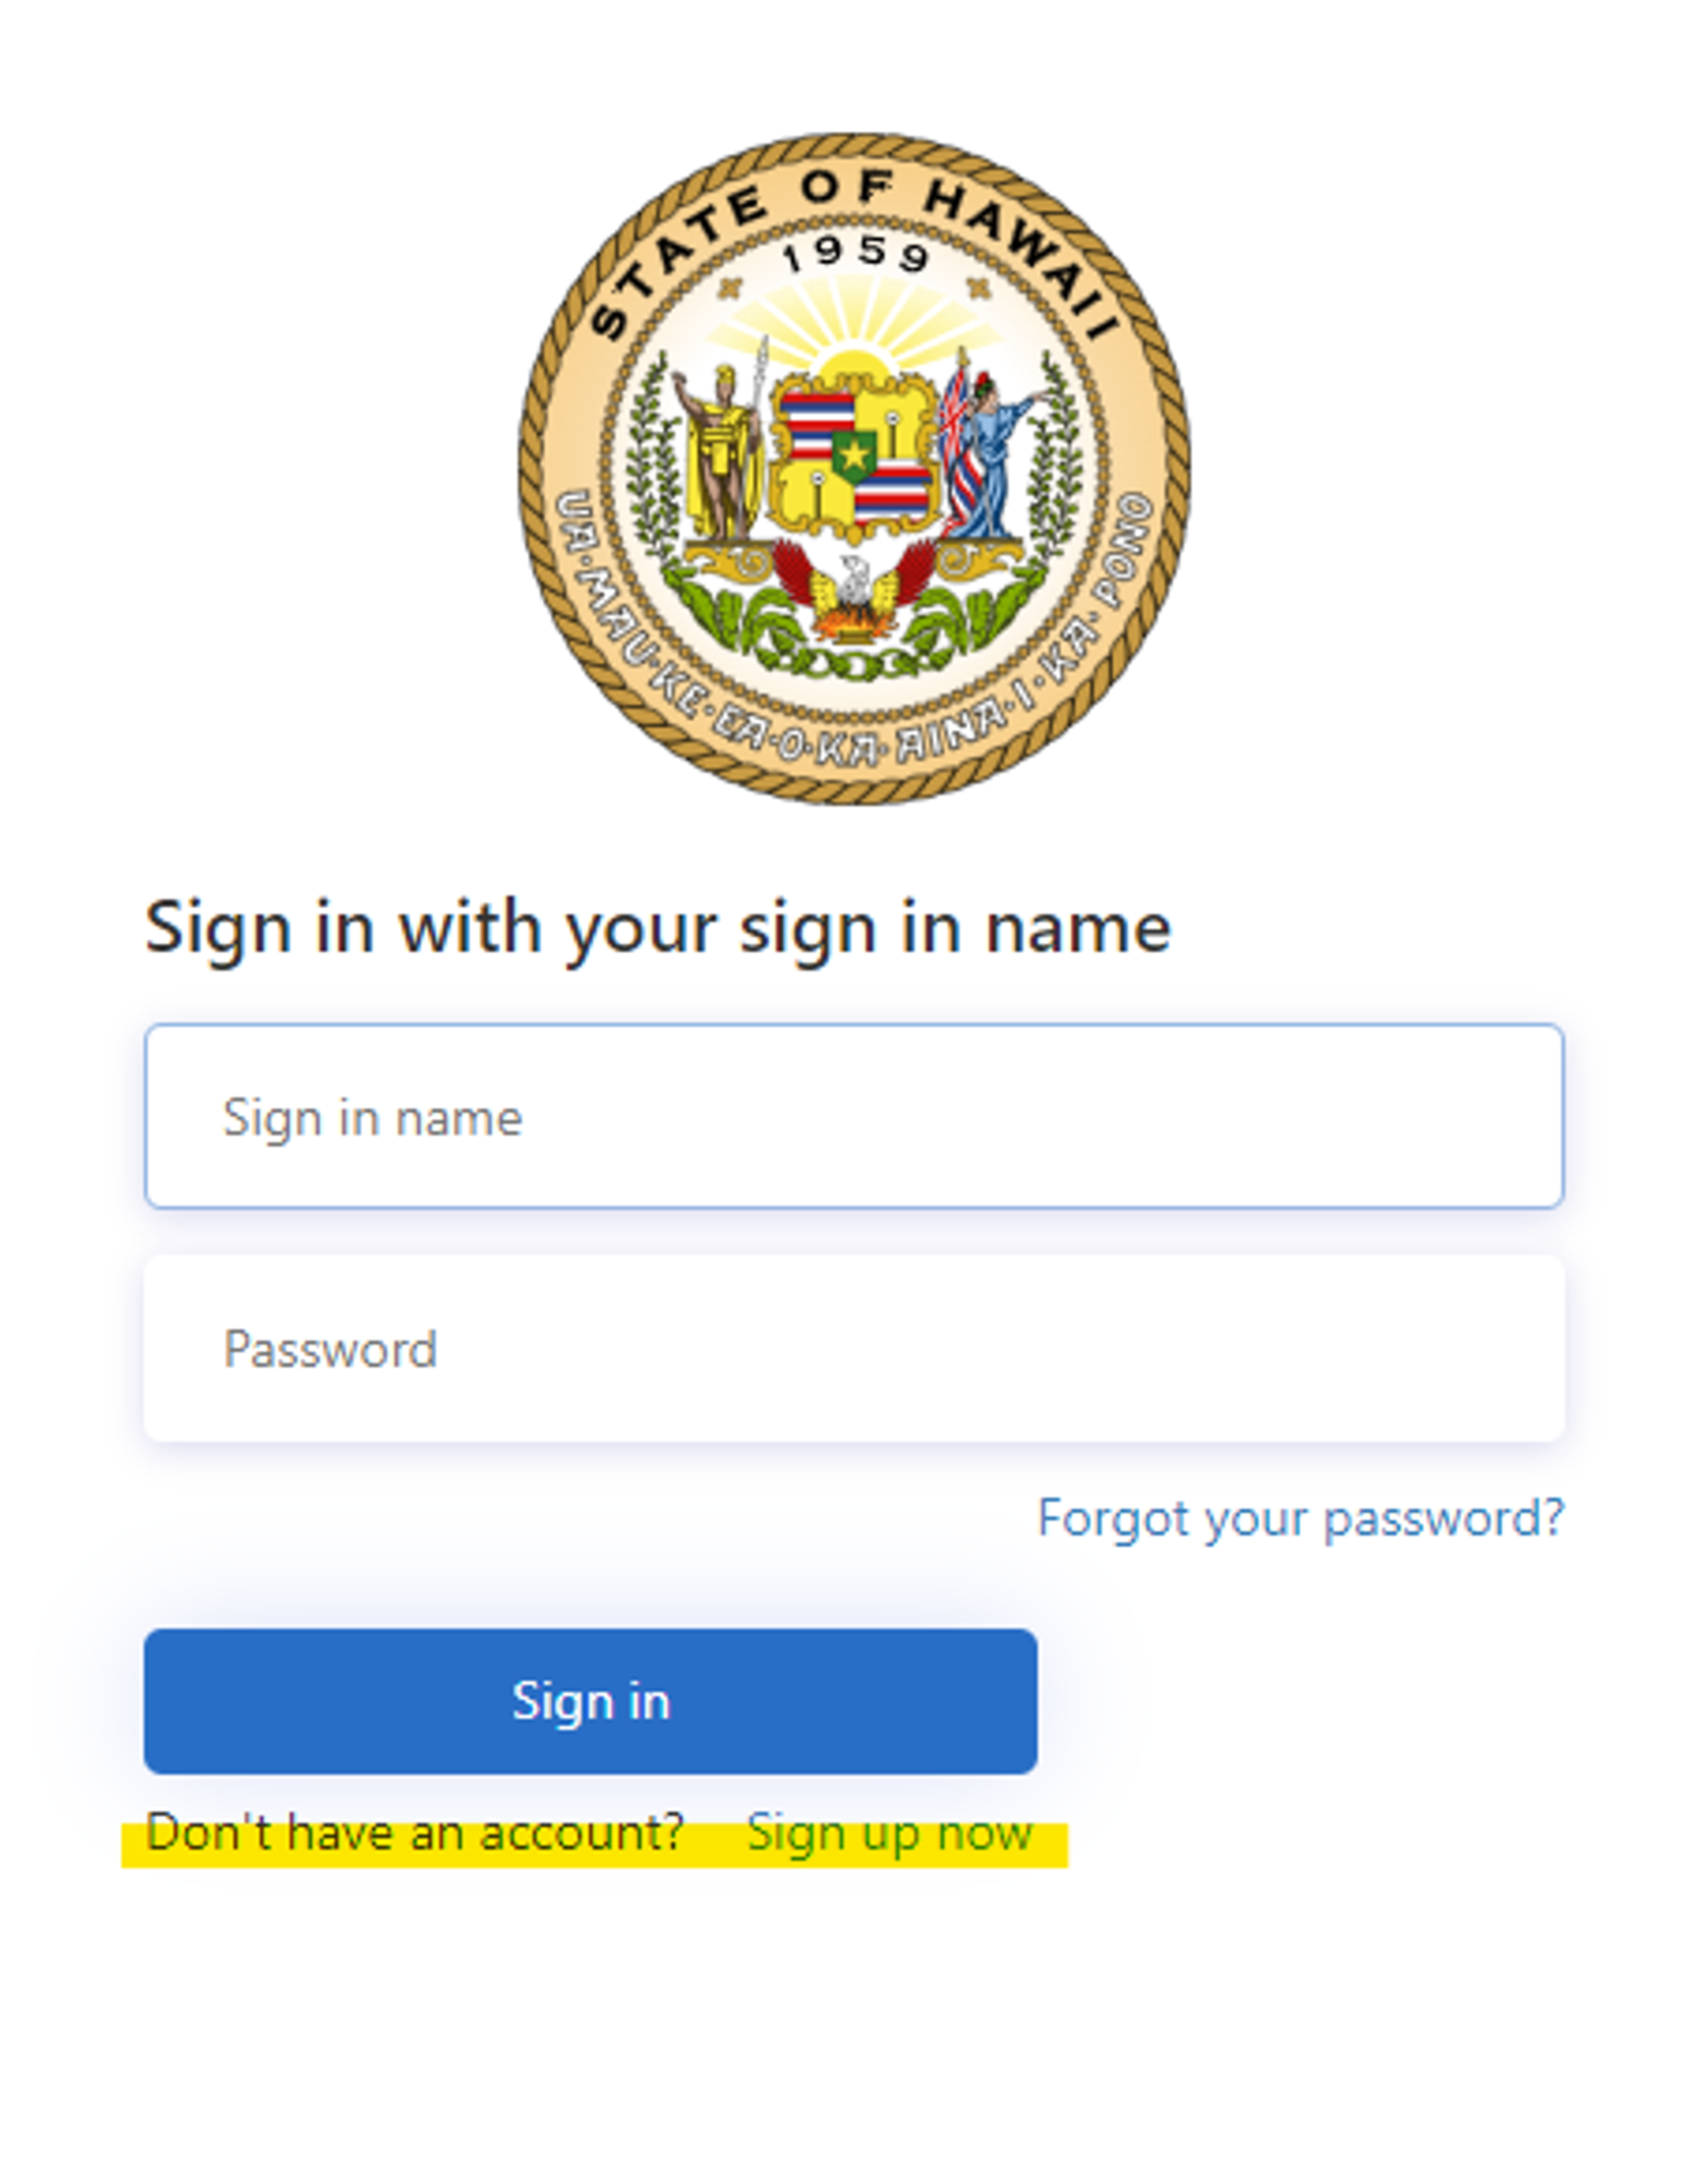 STATE OF HAWAII
1959
UA·MAU·KE·EA·O·KA·AINA·I·KA·PONO
Sign in with your sign in name
Sign in name
Password
Forgot your password?
Sign in
Don't have an account? Sign up now